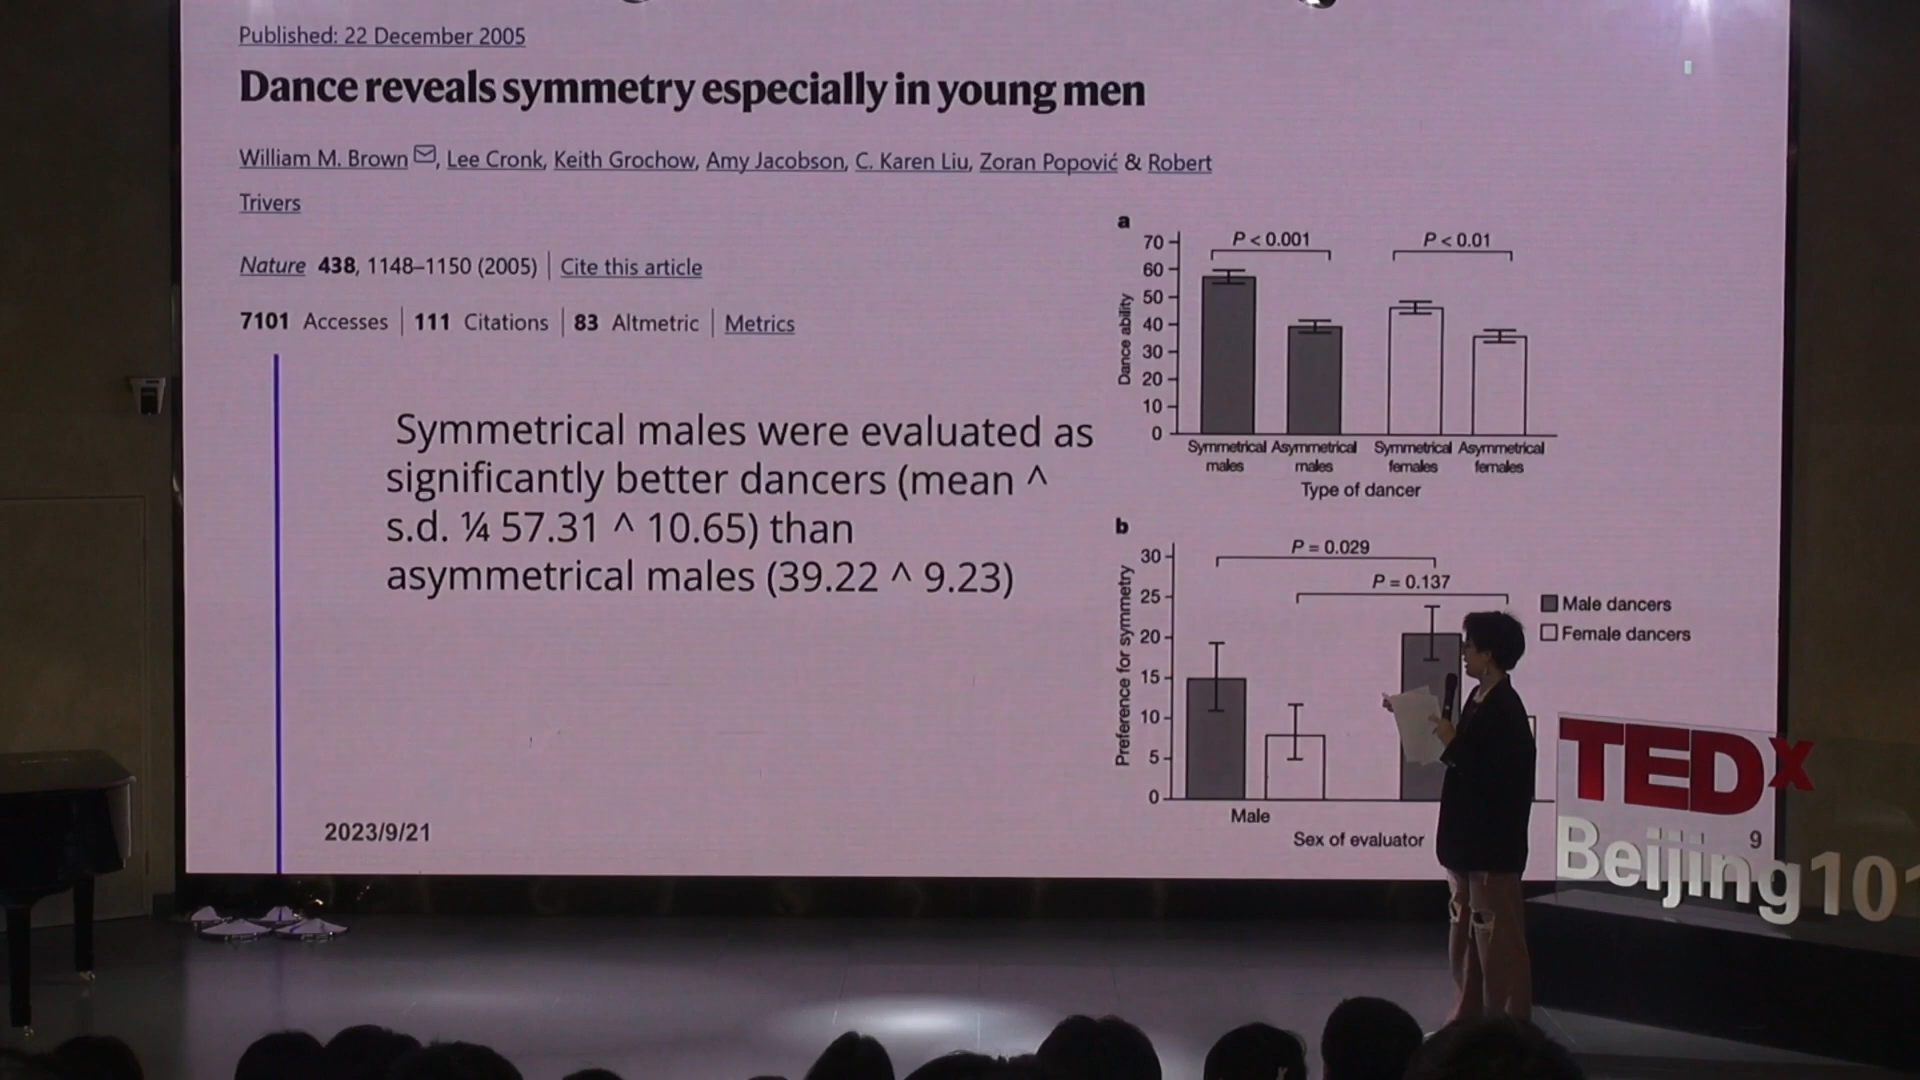 Published: 22 December 2005
Dance reveals symmetry especially in young men
William M. Brown, Lee Cronk, Keith Grochow, Amy Jacobson, C. Karen Liu, Zoran Popović & Robert
Trivers
Nature 438, 1148–1150 (2005) | Cite this article
7101 Accesses | 111 Citations | 83 Altmetric | Metrics
Symmetrical males were evaluated as
significantly better dancers (mean ^
s.d. ¼ 57.31 ^ 10.65) than
asymmetrical males (39.22 ^ 9.23)
2023/9/21
a
P < 0.001
P < 0.01
Dance ability
70
60
50
40
30
20
10
0
Symmetrical males
Asymmetrical males
Symmetrical females
Asymmetrical females
Type of dancer
b
P = 0.029
P = 0.137
Preference for symmetry
30
25
20
15
10
5
0
Male dancers
Female dancers
Male
Sex of evaluator
9
TEDx
Beijing101